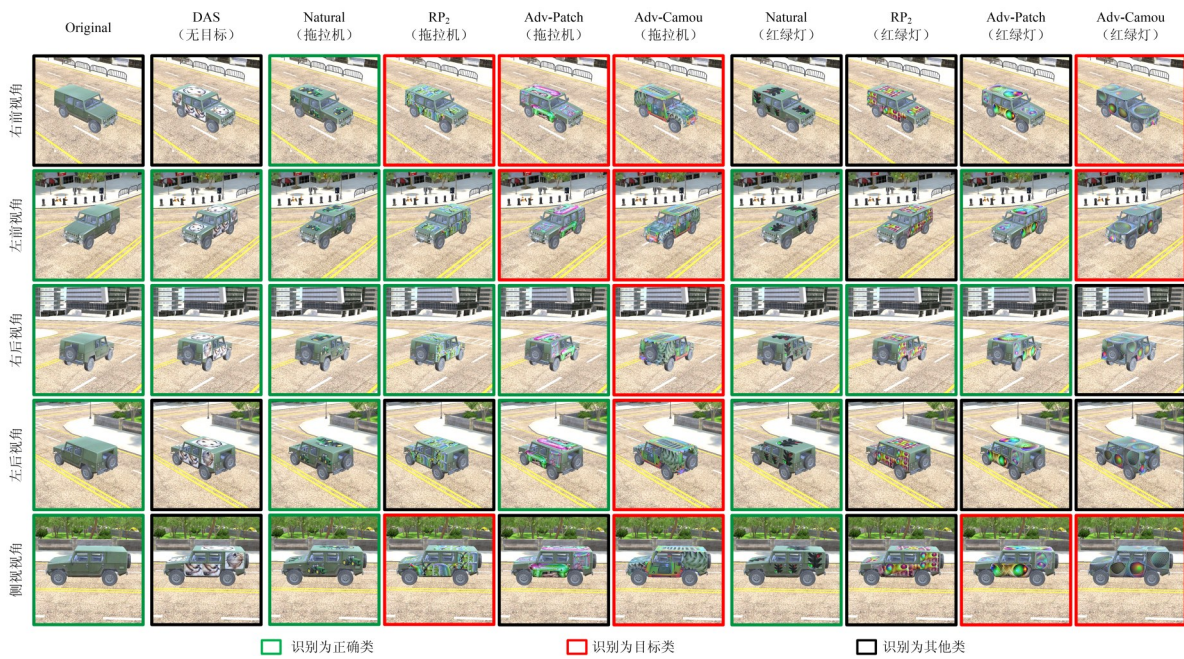 Original
DAS
（无目标）
Natural
（拖拉机）
RP2
（拖拉机）
Adv-Patch
（拖拉机）
Adv-Camou
（拖拉机）
Natural
（红绿灯）
RP2
（红绿灯）
Adv-Patch
（红绿灯）
Adv-Camou
（红绿灯）
右前视角
左前视角
右后视角
左后视角
侧视视角
识别为正确类
识别为目标类
识别为其他类